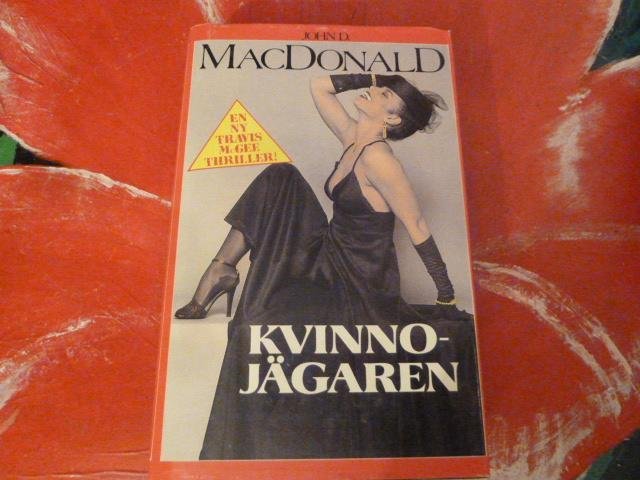 JOHN D.
MACDONALD
EN
NY
TRAVIS
McGEE
THRILLER!
KVINNO-
JÄGAREN